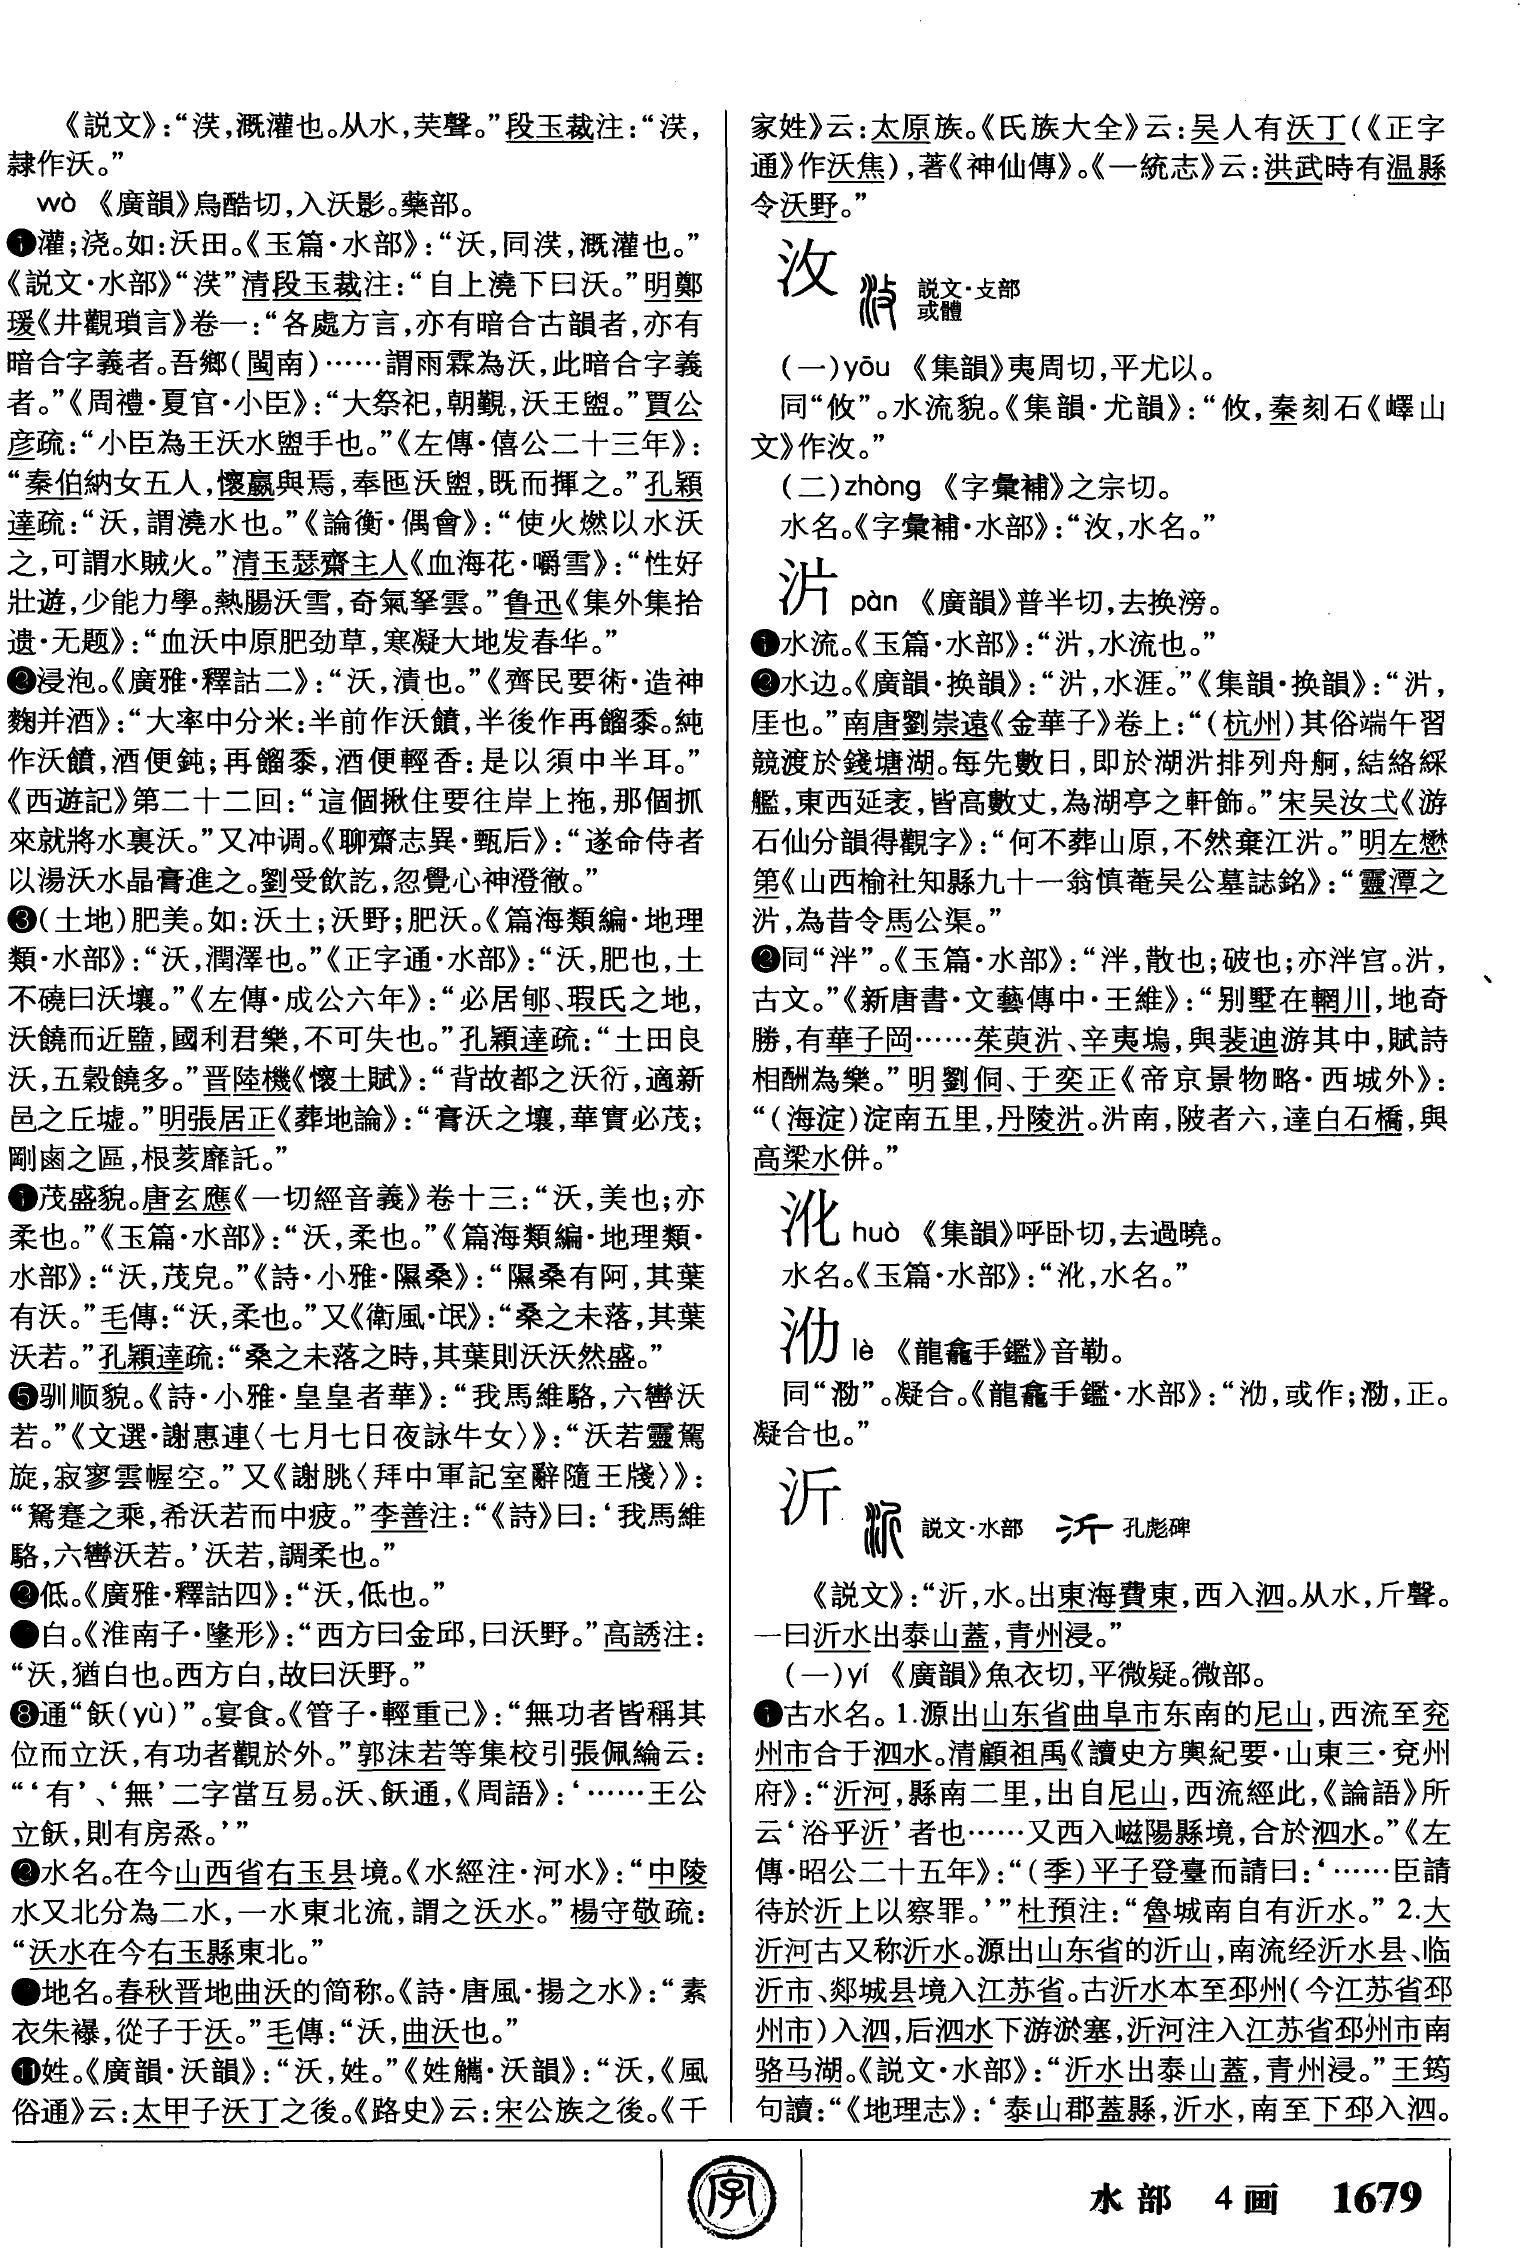 《説文》：“渶，溉灌也。从水，芺聲。”段玉裁注：“渶，
隷作沃。”
wò 《廣韻》烏酷切，入沃影。藥部。
❶灌；浇。如：沃田。《玉篇·水部》：“沃，同渶，溉灌也。”
《説文·水部》“渶”清段玉裁注：“自上澆下曰沃。”明鄭
瑗《井觀瑣言》卷一：“各處方言，亦有暗合古韻者，亦有
暗合字義者。吾鄉（閩南）……謂雨霖為沃，此暗合字義
者。”《周禮·夏官·小臣》：“大祭祀，朝覲，沃王盥。”賈公
彦疏：“小臣為王沃水盥手也。”《左傳·僖公二十三年》：
“秦伯納女五人，懷嬴與焉，奉匜沃盥，既而揮之。”孔穎
達疏：“沃，謂澆水也。”《論衡·偶會》：“使火燃以水沃
之，可謂水賊火。”清玉瑟齋主人《血海花·嚼雪》：“性好
壯遊，少能力學。熱腸沃雪，奇氣拏雲。”鲁迅《集外集拾
遗·无题》：“血沃中原肥劲草，寒凝大地发春华。”
❷浸泡。《廣雅·釋詁二》：“沃，漬也。”《齊民要術·造神
麴并酒》：“大率中分米：半前作沃饙，半後作再餾黍。純
作沃饙，酒便鈍；再餾黍，酒便輕香：是以須中半耳。”
《西遊記》第二十二回：“這個揪住要往岸上拖，那個抓
來就將水裏沃。”又冲调。《聊齋志異·甄后》：“遂命侍者
以湯沃水晶膏進之。劉受飲訖，忽覺心神澄徹。”
❸（土地）肥美。如：沃土；沃野；肥沃。《篇海類編·地理
類·水部》：“沃，潤澤也。”《正字通·水部》：“沃，肥也，土
不磽曰沃壤。”《左傳·成公六年》：“必居郇、瑕氏之地，
沃饒而近盬，國利君樂，不可失也。”孔穎達疏：“土田良
沃，五穀饒多。”晋陸機《懷土賦》：“背故都之沃衍，適新
邑之丘墟。”明張居正《葬地論》：“膏沃之壤，華實必茂；
剛鹵之區，根荄靡託。”
❶茂盛貌。唐玄應《一切經音義》卷十三：“沃，美也；亦
柔也。”《玉篇·水部》：“沃，柔也。”《篇海類編·地理類·
水部》：“沃，茂皃。”《詩·小雅·隰桑》：“隰桑有阿，其葉
有沃。”毛傳：“沃，柔也。”又《衛風·氓》：“桑之未落，其葉
沃若。”孔穎達疏：“桑之未落之時，其葉則沃沃然盛。”
❺驯顺貌。《詩·小雅·皇皇者華》：“我馬維駱，六轡沃
若。”《文選·謝惠連〈七月七日夜詠牛女〉》：“沃若靈駕
旋，寂寥雲幄空。”又《謝朓〈拜中軍記室辭隨王牋〉》：
“駑蹇之乘，希沃若而中疲。”李善注：“《詩》曰：‘我馬維
駱，六轡沃若。’沃若，調柔也。”
❷低。《廣雅·釋詁四》：“沃，低也。”
●白。《淮南子·墬形》：“西方曰金邱，曰沃野。”高誘注：
“沃，猶白也。西方白，故曰沃野。”
❽通“飫（yù）”。宴食。《管子·輕重己》：“無功者皆稱其
位而立沃，有功者觀於外。”郭沫若等集校引張佩綸云：
“‘有’、‘無’二字當互易。沃、飫通，《周語》：‘……王公
立飫，則有房烝。’”
❷水名。在今山西省右玉县境。《水經注·河水》：“中陵
水又北分為二水，一水東北流，謂之沃水。”楊守敬疏：
“沃水在今右玉縣東北。”
●地名。春秋晋地曲沃的简称。《詩·唐風·揚之水》：“素
衣朱襮，從子于沃。”毛傳：“沃，曲沃也。”
⓫姓。《廣韻·沃韻》：“沃，姓。”《姓觿·沃韻》：“沃，《風
俗通》云：太甲子沃丁之後。《路史》云：宋公族之後。《千
家姓》云：太原族。《氏族大全》云：吴人有沃丁（《正字
通》作沃焦），著《神仙傳》。《一統志》云：洪武時有温縣
令沃野。”
汥 説文·攴部
或體
（一）yōu 《集韻》夷周切，平尤以。
同“攸”。水流貌。《集韻·尤韻》：“攸，秦刻石《嶧山
文》作汥。”
（二）zhòng 《字彙補》之宗切。
水名。《字彙補·水部》：“汥，水名。”
沜 pàn 《廣韻》普半切，去换滂。
❶水流。《玉篇·水部》：“沜，水流也。”
❷水边。《廣韻·换韻》：“沜，水涯。”《集韻·换韻》：“沜，
厓也。”南唐劉崇遠《金華子》卷上：“（杭州）其俗端午習
競渡於錢塘湖。每先數日，即於湖沜排列舟舸，結絡綵
艦，東西延袤，皆高數丈，為湖亭之軒飾。”宋吴汝弌《游
石仙分韻得觀字》：“何不葬山原，不然棄江沜。”明左懋
第《山西榆社知縣九十一翁慎菴吴公墓誌銘》：“靈潭之
沜，為昔令馬公渠。”
❷同“泮”。《玉篇·水部》：“泮，散也；破也；亦泮宫。沜，
古文。”《新唐書·文藝傳中·王維》：“别墅在輞川，地奇
勝，有華子岡……茱萸沜、辛夷塢，與裴迪游其中，賦詩
相酬為樂。”明劉侗、于奕正《帝京景物略·西城外》：
“（海淀）淀南五里，丹陵沜。沜南，陂者六，達白石橋，與
高梁水併。”
沎 huò 《集韻》呼卧切，去過曉。
水名。《玉篇·水部》：“沎，水名。”
泐 lè 《龍龕手鑑》音勒。
凝合也。”
沂 説文·水部 沂 孔彪碑
《説文》：“沂，水。出東海費東，西入泗。从水，斤聲。
一曰沂水出泰山蓋，青州浸。”
（一）yí 《廣韻》魚衣切，平微疑。微部。
❶古水名。1.源出山东省曲阜市东南的尼山，西流至兖
州市合于泗水。清顧祖禹《讀史方輿紀要·山東三·兗州
府》：“沂河，縣南二里，出自尼山，西流經此，《論語》所
云‘浴乎沂’者也……又西入嵫陽縣境，合於泗水。”《左
傳·昭公二十五年》：“（季）平子登臺而請曰：‘……臣請
待於沂上以察罪。’”杜預注：“魯城南自有沂水。”2.大
沂河古又称沂水。源出山东省的沂山，南流经沂水县、临
沂市、郯城县境入江苏省。古沂水本至邳州（今江苏省邳
州市）入泗，后泗水下游淤塞，沂河注入江苏省邳州市南
骆马湖。《説文·水部》：“沂水出泰山蓋，青州浸。”王筠
句讀：“《地理志》：‘泰山郡蓋縣，沂水，南至下邳入泗。
字
水部 4画 1679